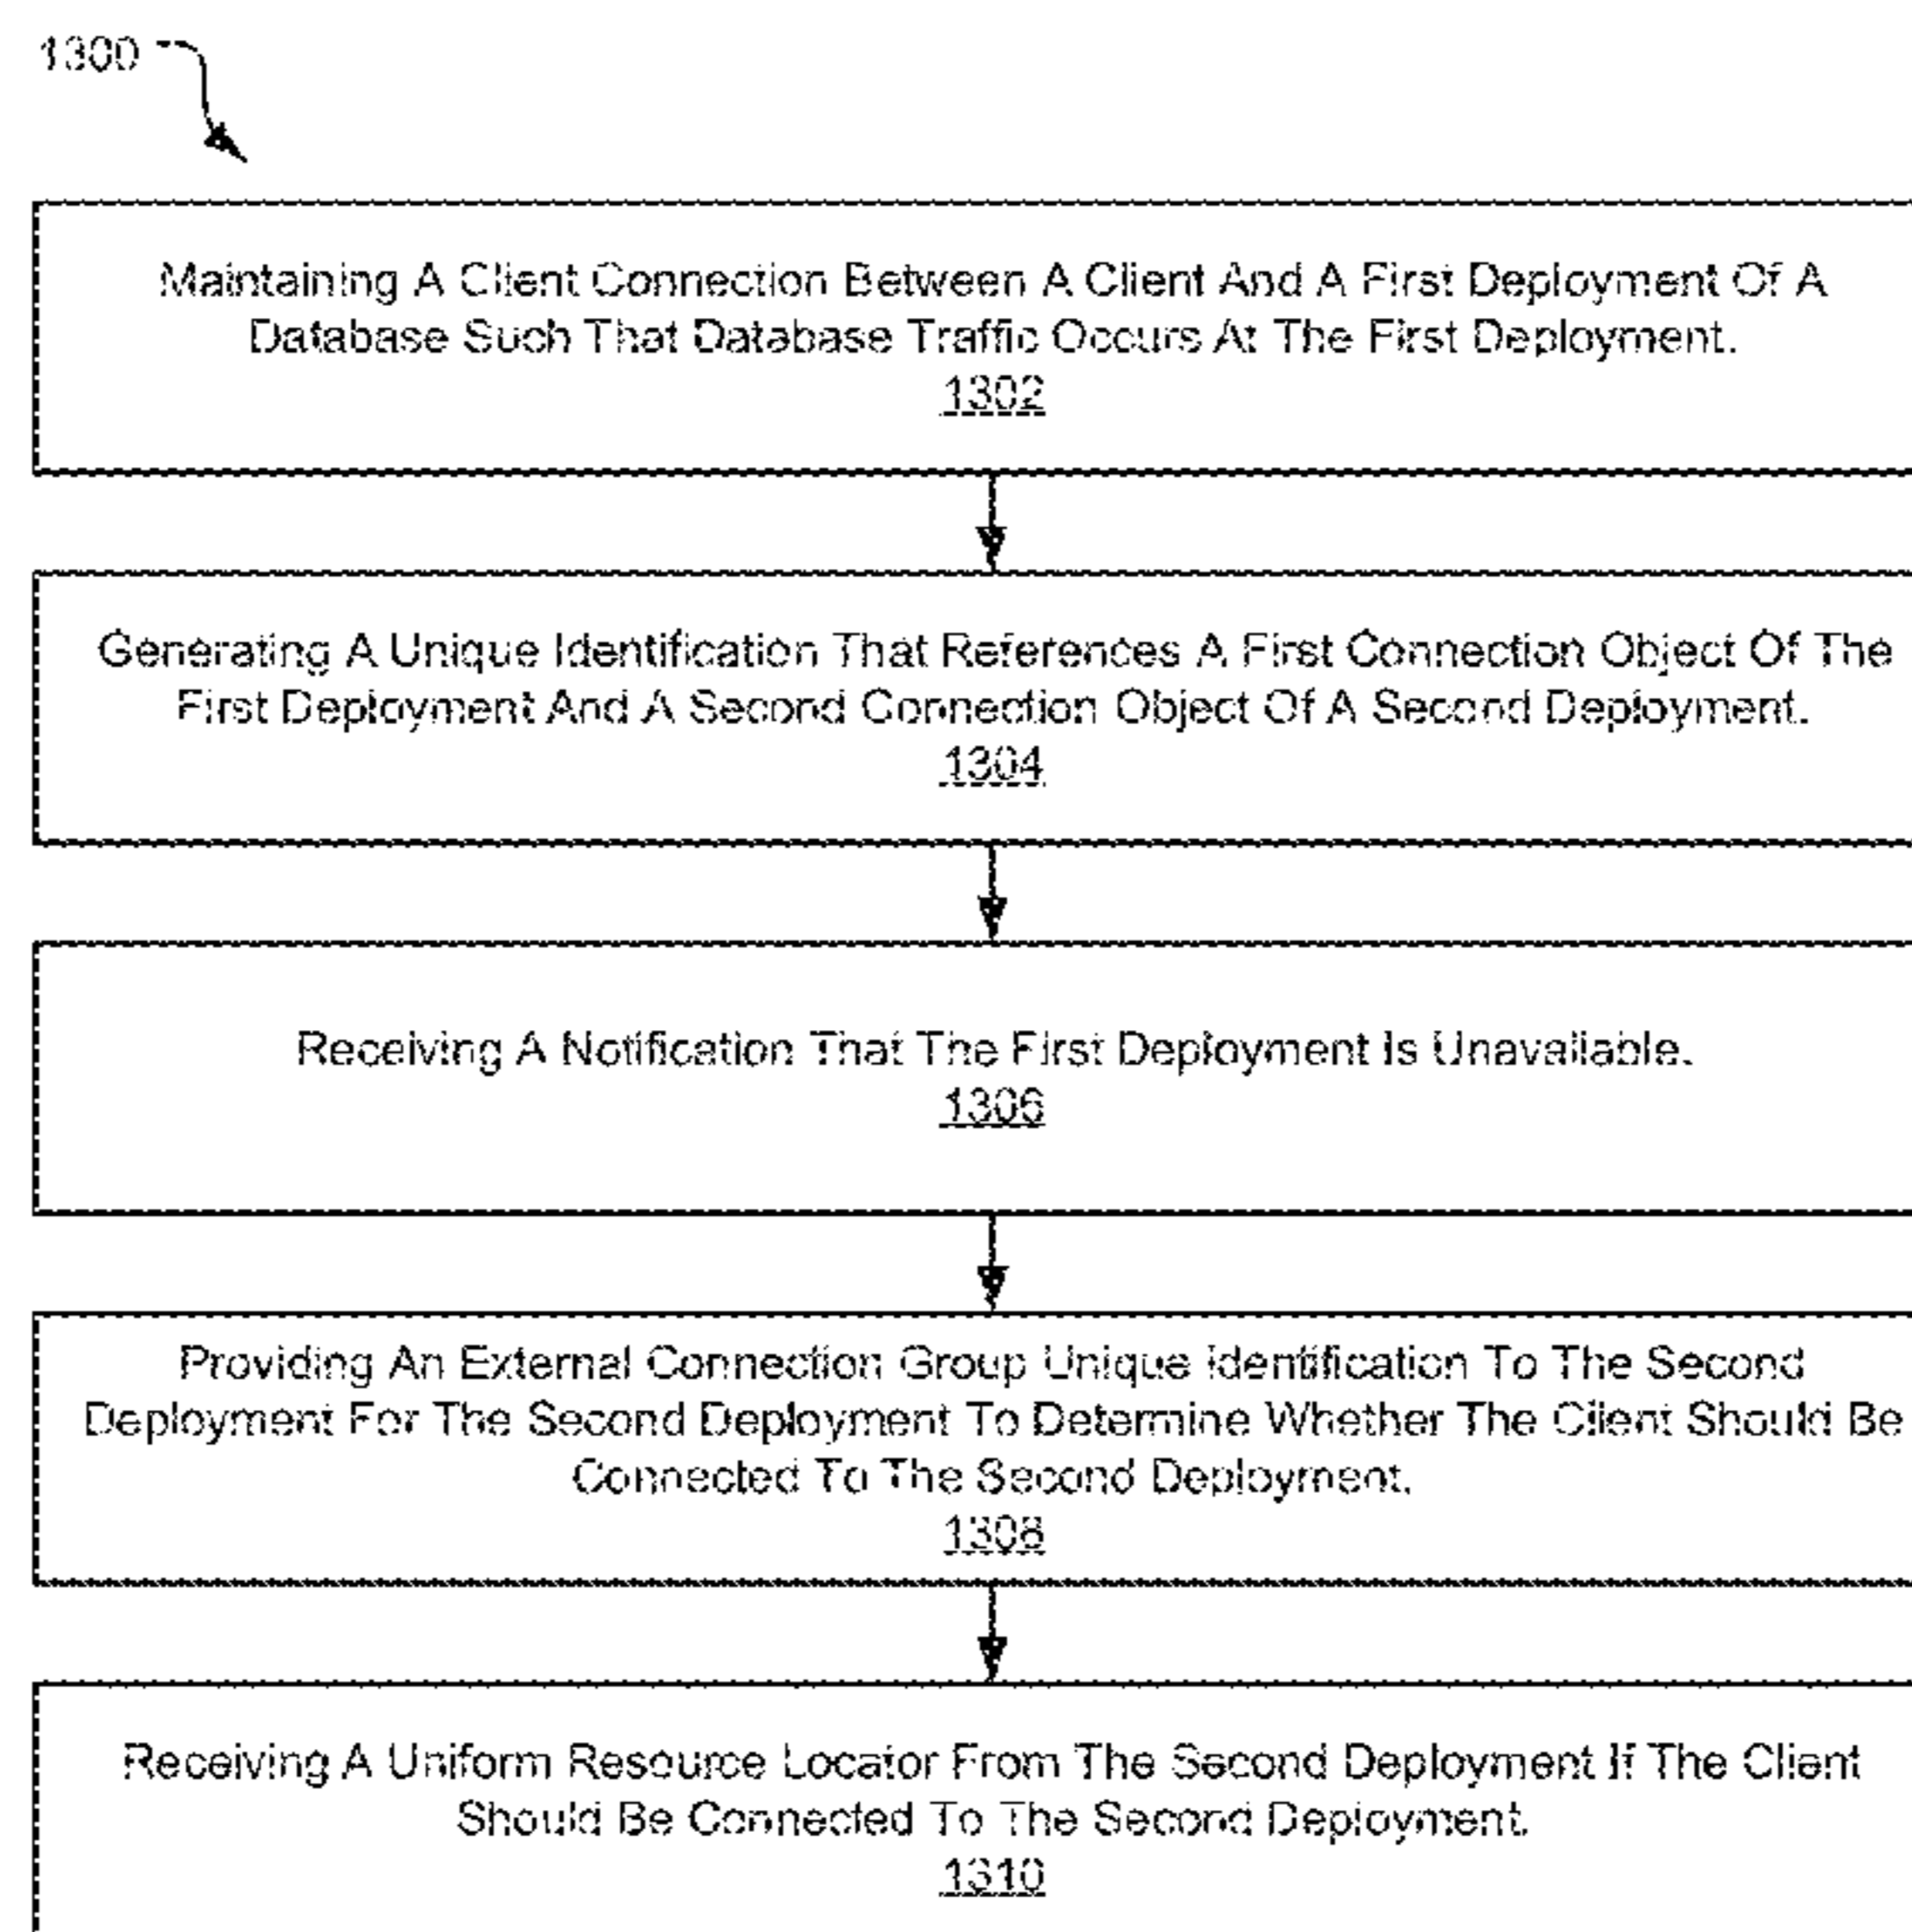 1300
Maintaining A Client Connection Between A Client And A First Deployment Of A
Database Such That Database Traffic Occurs At The First Deployment.
1302
Generating A Unique Identification That References A First Connection Object Of The
First Deployment And A Second Connection Object Of A Second Deployment.
1304
Receiving A Notification That The First Deployment Is Unavailable.
1306
Providing An External Connection Group Unique Identification To The Second
Deployment For The Second Deployment To Determine Whether The Client Should Be
Connected To The Second Deployment.
1308
Receiving A Uniform Resource Locator From The Second Deployment If The Client
Should Be Connected To The Second Deployment.
1310